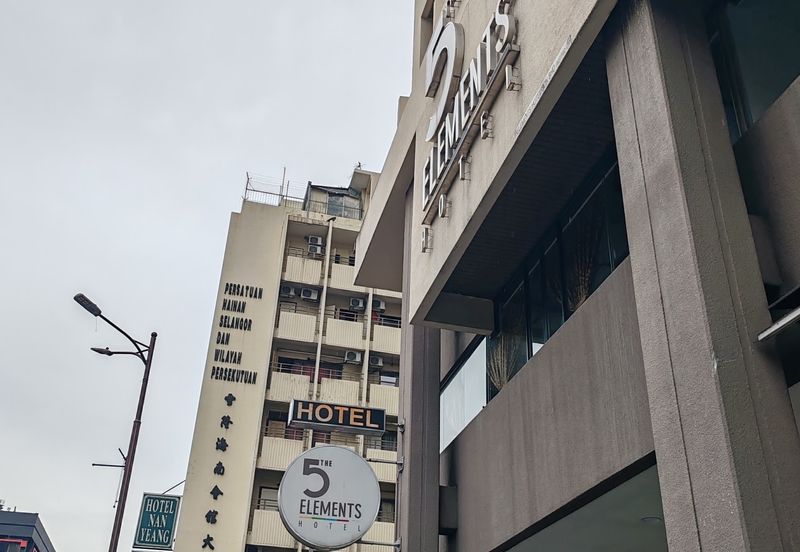 5
ELEMENTS
HOTEL
PERSATUAN
HAINAN
SELANGOR
DAN
WILAYAH
PERSEKUTUAN
雪隆海南會館大
HOTEL
THE
5
ELEMENTS
HOTEL
HOTEL
NAN
YEANG